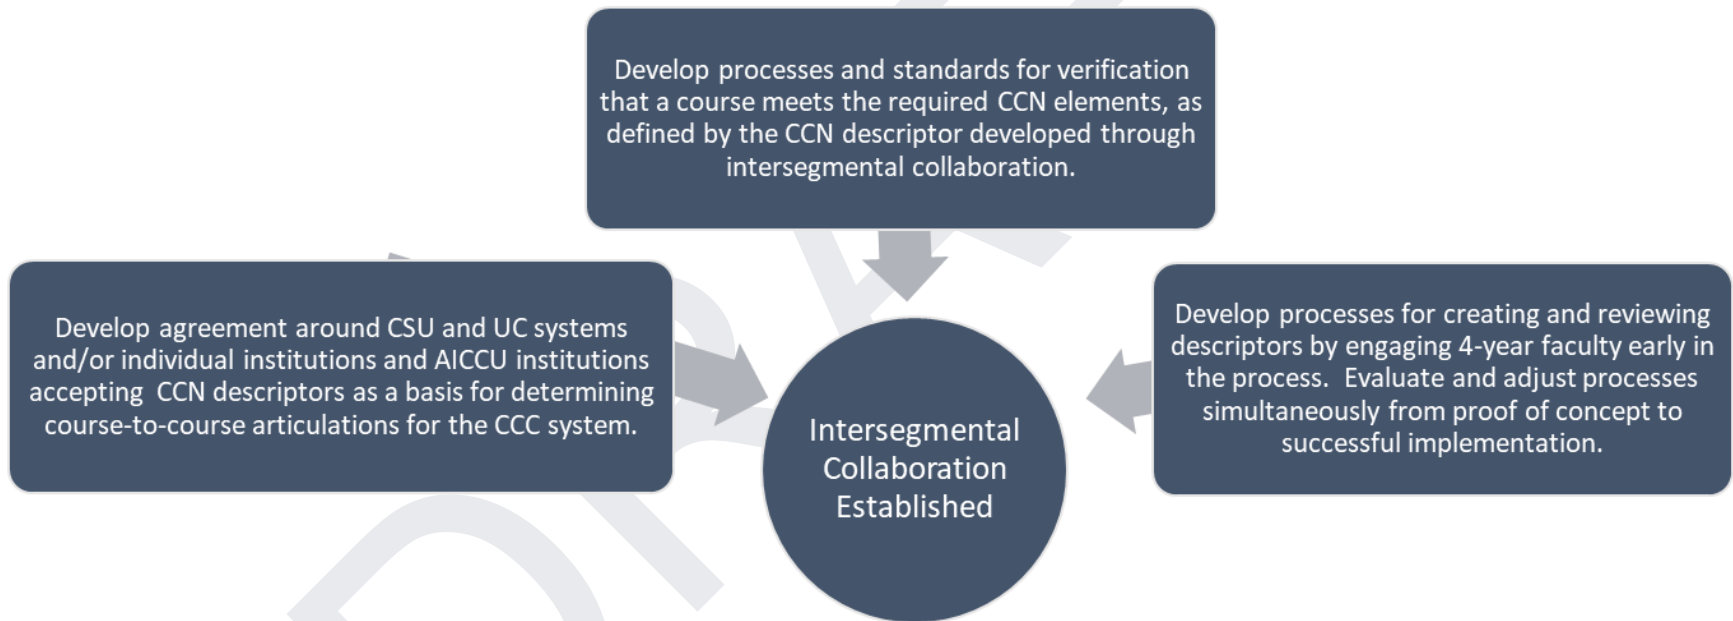 Develop processes and standards for verification
that a course meets the required CCN elements, as
defined by the CCN descriptor developed through
intersegmental collaboration.
Develop agreement around CSU and UC systems
and/or individual institutions and AICCU institutions
accepting CCN descriptors as a basis for determining
course-to-course articulations for the CCC system.
Develop processes for creating and reviewing
descriptors by engaging 4-year faculty early in
the process. Evaluate and adjust processes
simultaneously from proof of concept to
successful implementation.
Intersegmental
Collaboration
Established